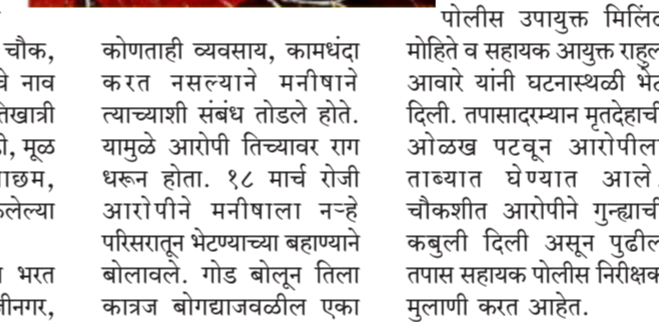 चौक,
नाव
मूळ
भरत
कोणताही व्यवसाय, कामधंदा
करत नसल्याने मनीषाने
त्याच्याशी संबंध तोडले होते.
यामुळे आरोपी तिच्यावर राग
धरून होता. १८ मार्च रोजी
आरोपीने मनीषाला नऱ्हे
परिसरातून भेटण्याच्या बहाण्याने
बोलावले. गोड बोलून तिला
कात्रज बोगद्याजवळील एका
पोलीस उपायुक्त
मोहिते व सहायक आयुक्त
आवारे यांनी घटनास्थळी
दिली. तपासादरम्यान
ओळख पटवून
ताब्यात घेण्यात आले.
चौकशीत आरोपीने
कबुली दिली असून
तपास सहायक पोलीस निरीक्षक
मुलाणी करत आहेत.